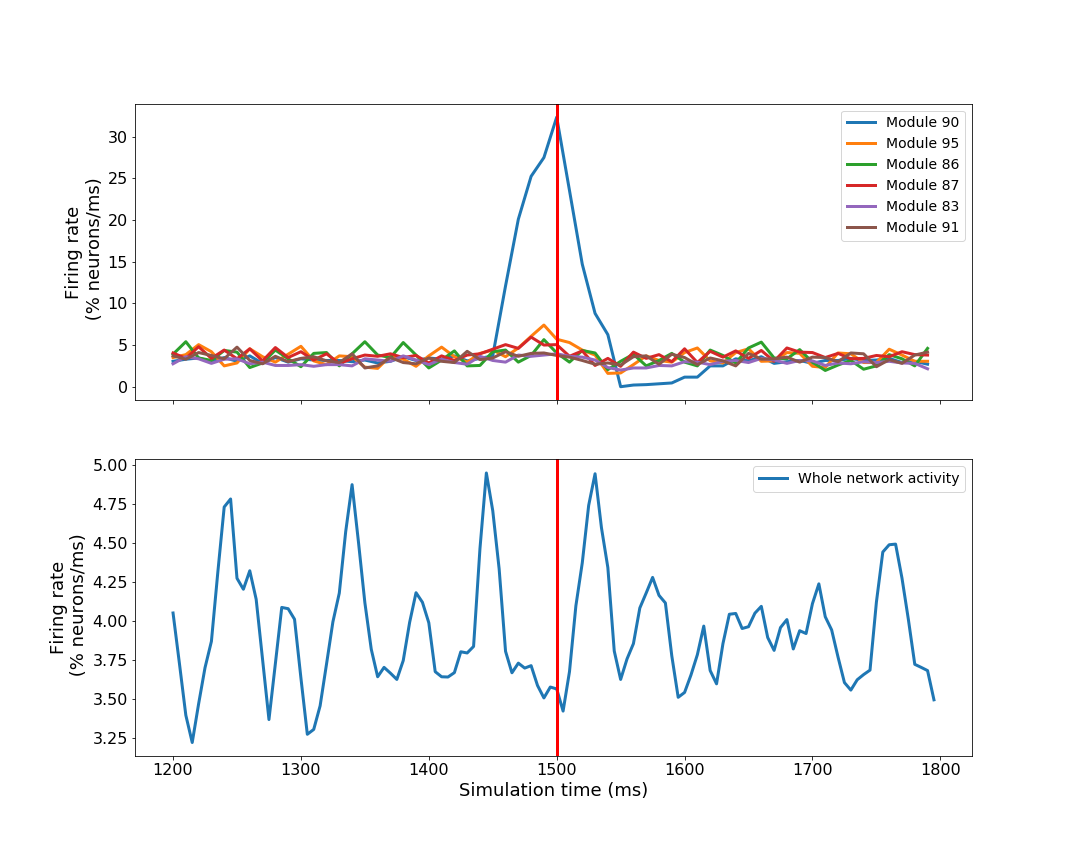 30
25
20
15
10
5
0
Firing rate
(% neurons/ms)
Module 90
Module 95
Module 86
Module 87
Module 83
Module 91
5.00
4.75
4.50
4.25
4.00
3.75
3.50
3.25
Firing rate
(% neurons/ms)
Whole network activity
1200 1300 1400 1500 1600 1700 1800
Simulation time (ms)